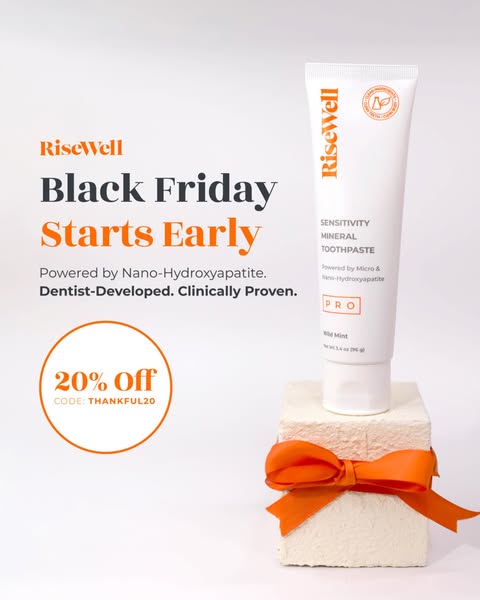 RiseWell
Black Friday
Starts Early
Powered by Nano-Hydroxyapatite.
Dentist-Developed. Clinically Proven.
20% Off
CODE: THANKFUL20
RiseWell
SENSITIVITY
MINERAL
TOOTHPASTE
Powered by Micro &
Nano-Hydroxyapatite
PRO
Wild Mint
Net Wt 3.4 oz (96 g)